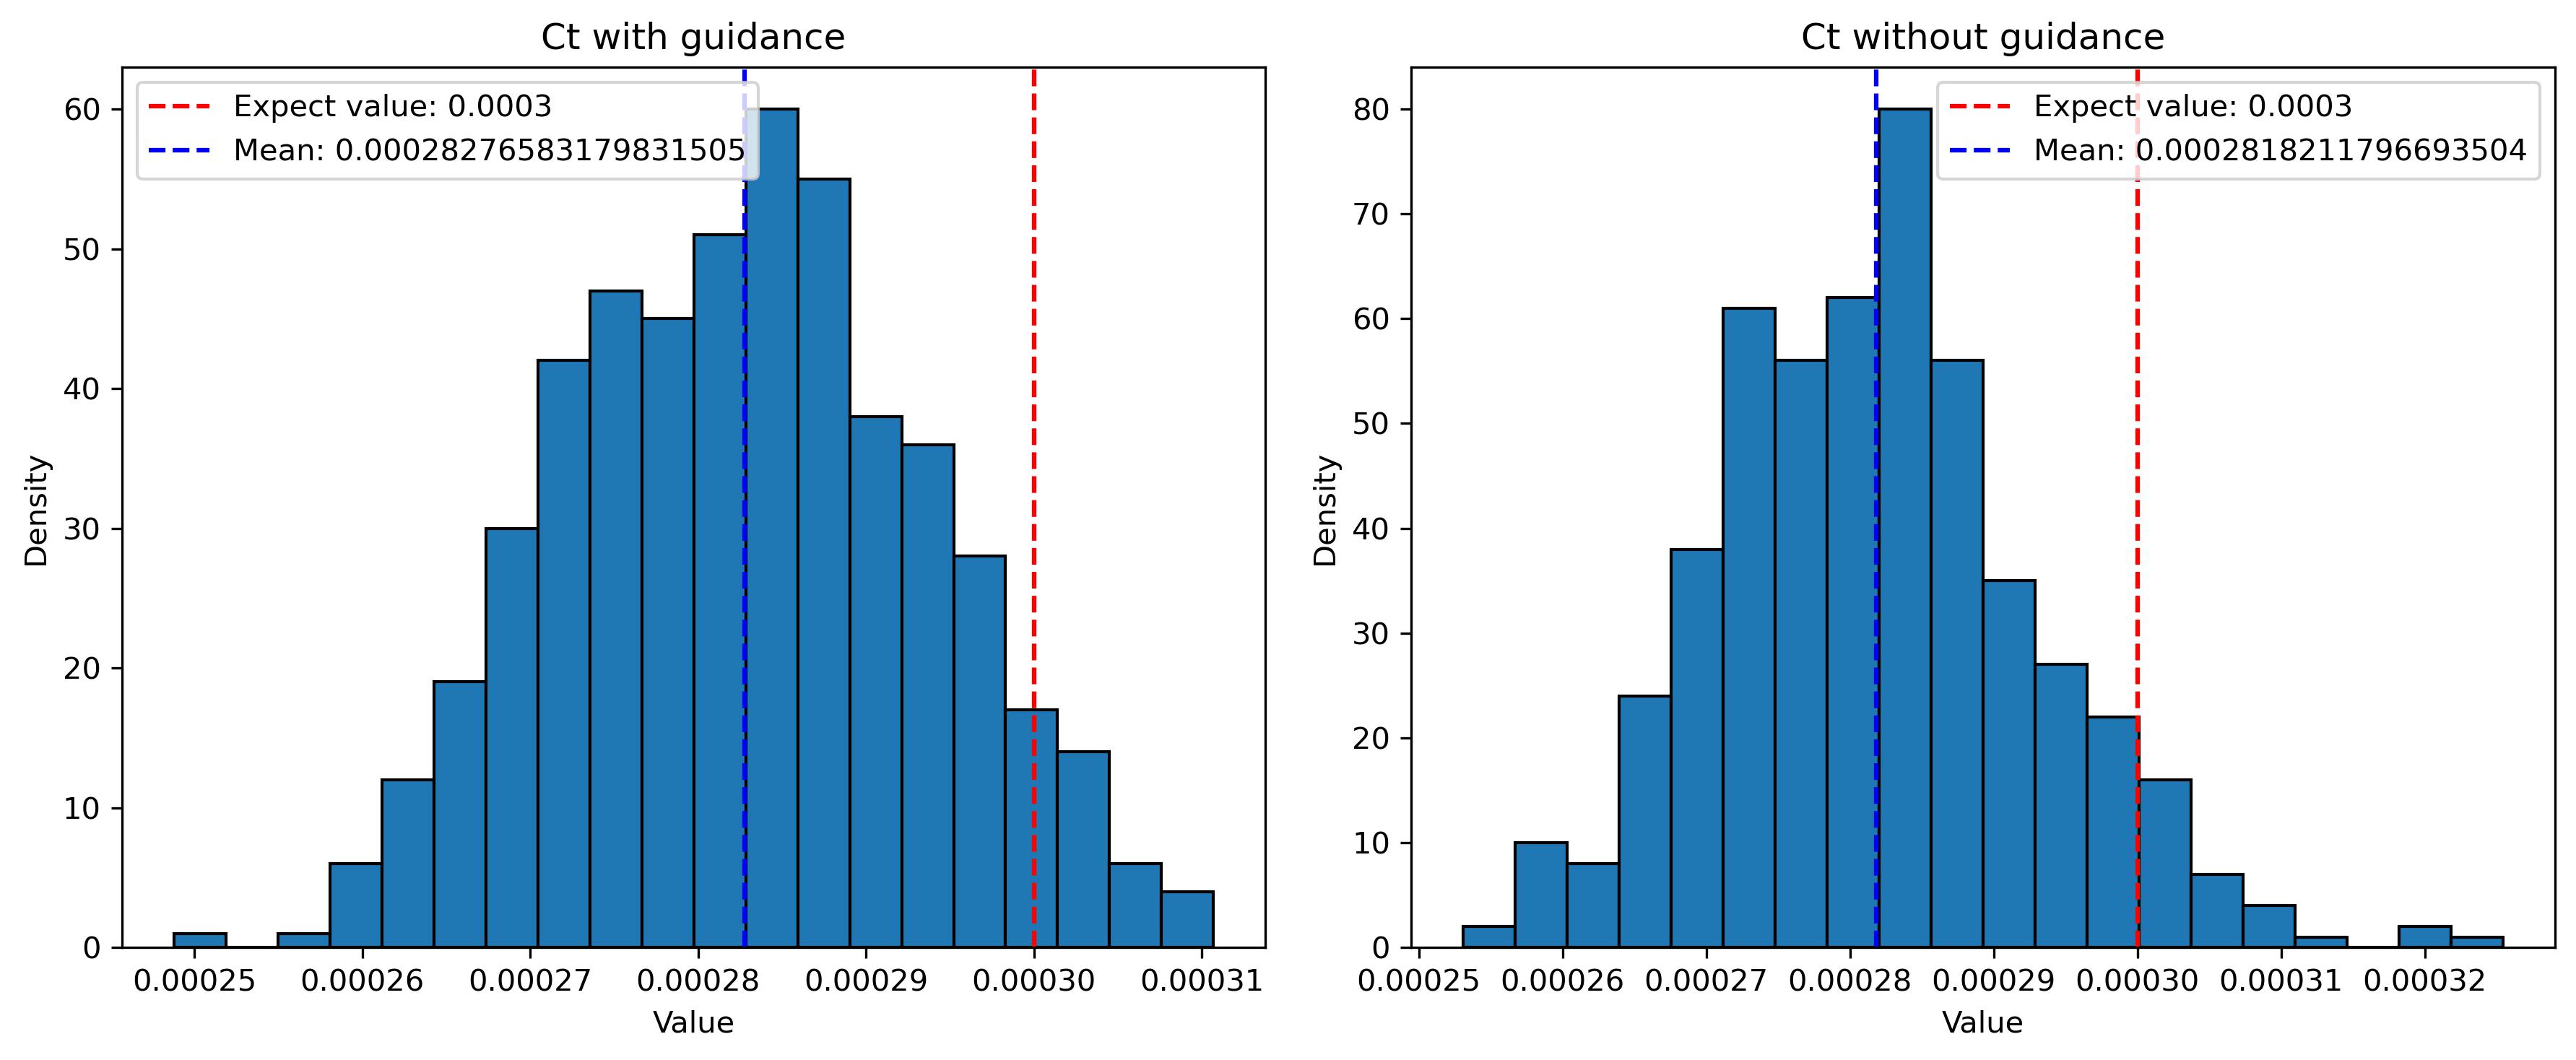 Ct with guidance
Expect value: 0.0003
Mean: 0.00028276583179831505
60
50
40
30
20
10
0
Density
0.00025 0.00026 0.00027 0.00028 0.00029 0.00030 0.00031
Value
Ct without guidance
Expect value: 0.0003
Mean: 0.0002818211796693504
80
70
60
50
40
30
20
10
0
Density
0.00025 0.00026 0.00027 0.00028 0.00029 0.00030 0.00031 0.00032
Value